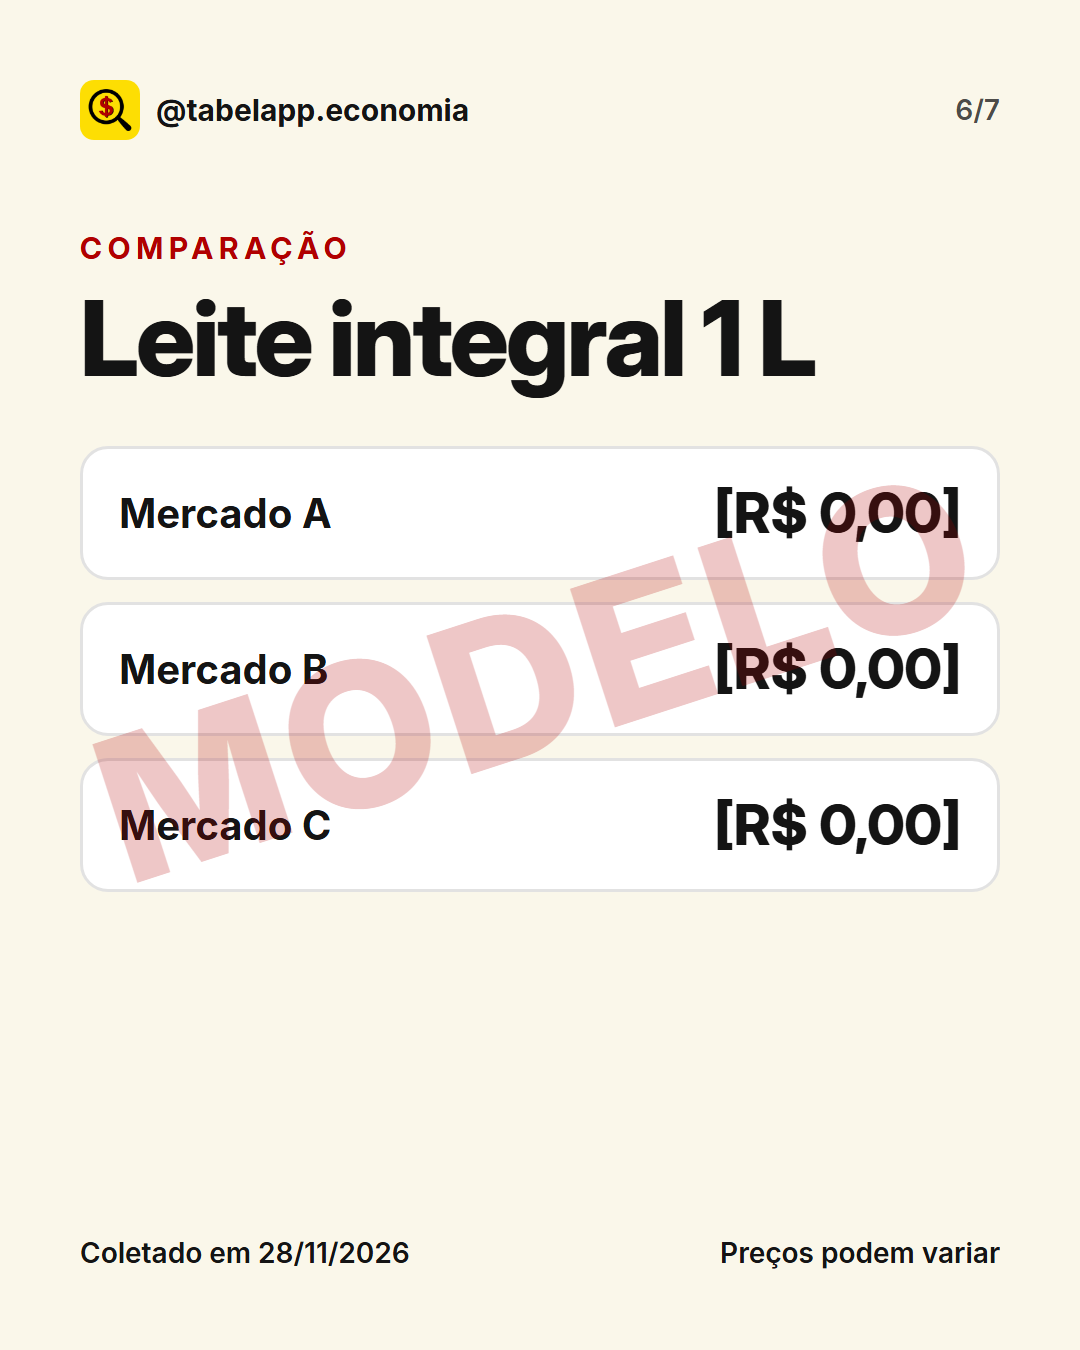 $
@tabelapp.economia
6/7
COMPARAÇÃO
Leite integral 1 L
Mercado A
[R$ 0,00]
Mercado B
[R$ 0,00]
Mercado C
[R$ 0,00]
MODELO
Coletado em 28/11/2026
Preços podem variar